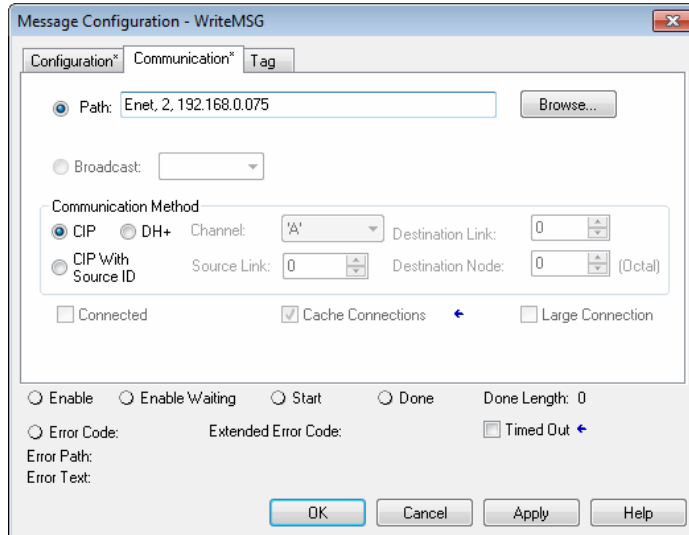 Message Configuration - WriteMSG
Configuration* Communication* Tag
Path: Enet, 2, 192.168.0.075 Browse...
Broadcast:
Communication Method
CIP DH+ Channel: 'A' Destination Link: 0
CIP With Source ID Source Link: 0 Destination Node: 0 (Octal)
Connected Cache Connections Large Connection
Enable Enable Waiting Start Done Done Length: 0
Error Code: Extended Error Code: Timed Out
Error Path:
Error Text:
OK Cancel Apply Help